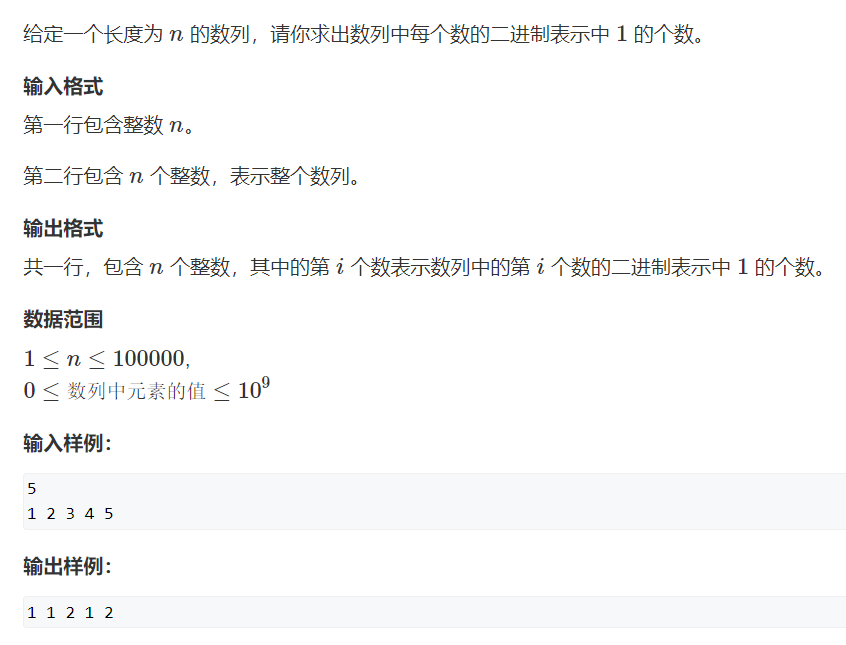 给定一个长度为 n 的数列，请你求出数列中每个数的二进制表示中 1 的个数。
输入格式
第一行包含整数 n。
第二行包含 n 个整数，表示整个数列。
输出格式
共一行，包含 n 个整数，其中的第 i 个数表示数列中的第 i 个数的二进制表示中 1 的个数。
数据范围
1 ≤ n ≤ 100000,
0 ≤ 数列中元素的值 ≤ 10⁹
输入样例：
5
1 2 3 4 5
输出样例：
1 1 2 1 2